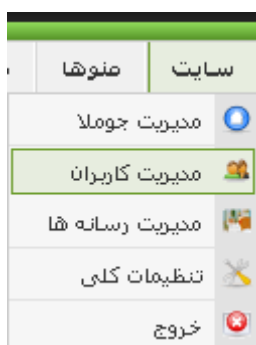 سایت منوها
مدیریت جوملا
مدیریت کاربران
مدیریت رسانه ها
تنظیمات کلی
خروج